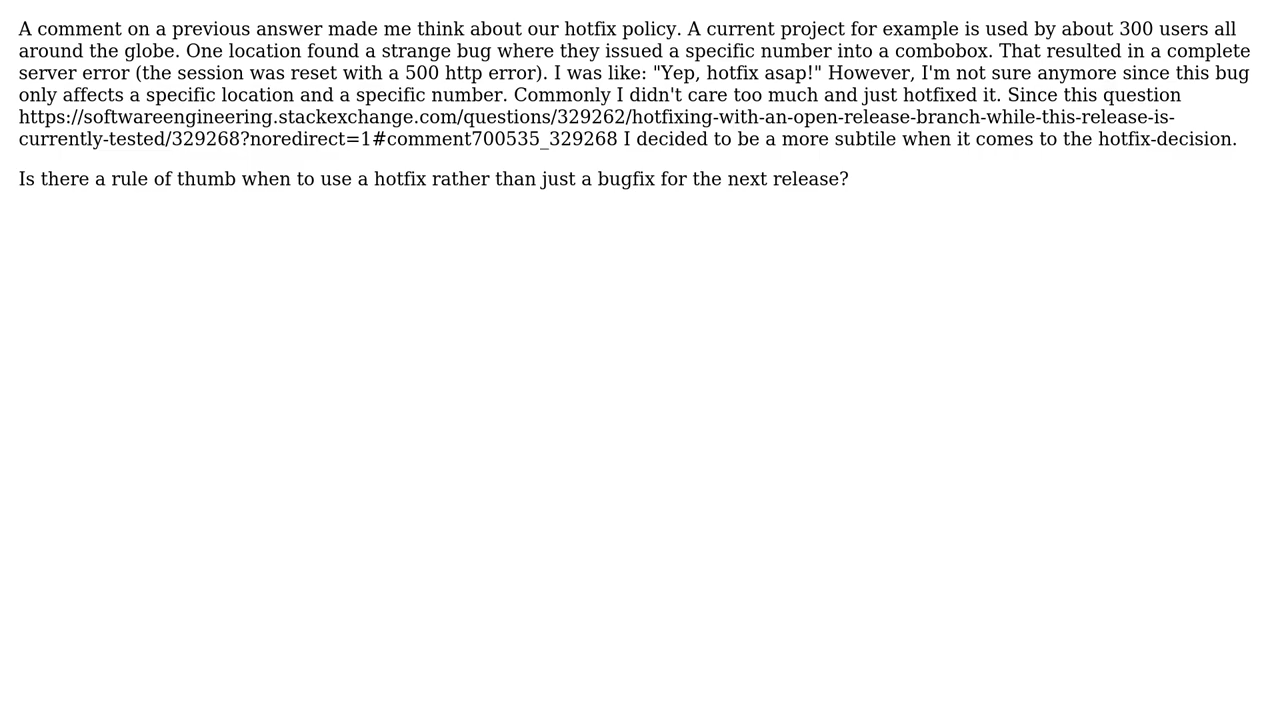 A comment on a previous answer made me think about our hotfix policy. A current project for example is used by about 300 users all
around the globe. One location found a strange bug where they issued a specific number into a combobox. That resulted in a complete
server error (the session was reset with a 500 http error). I was like: "Yep, hotfix asap!" However, I'm not sure anymore since this bug
only affects a specific location and a specific number. Commonly I didn't care too much and just hotfixed it. Since this question
https://softwareengineering.stackexchange.com/questions/329262/hotfixing-with-an-open-release-branch-while-this-release-is-
currently-tested/329268?noredirect=1#comment700535_329268 I decided to be a more subtile when it comes to the hotfix-decision.
Is there a rule of thumb when to use a hotfix rather than just a bugfix for the next release?